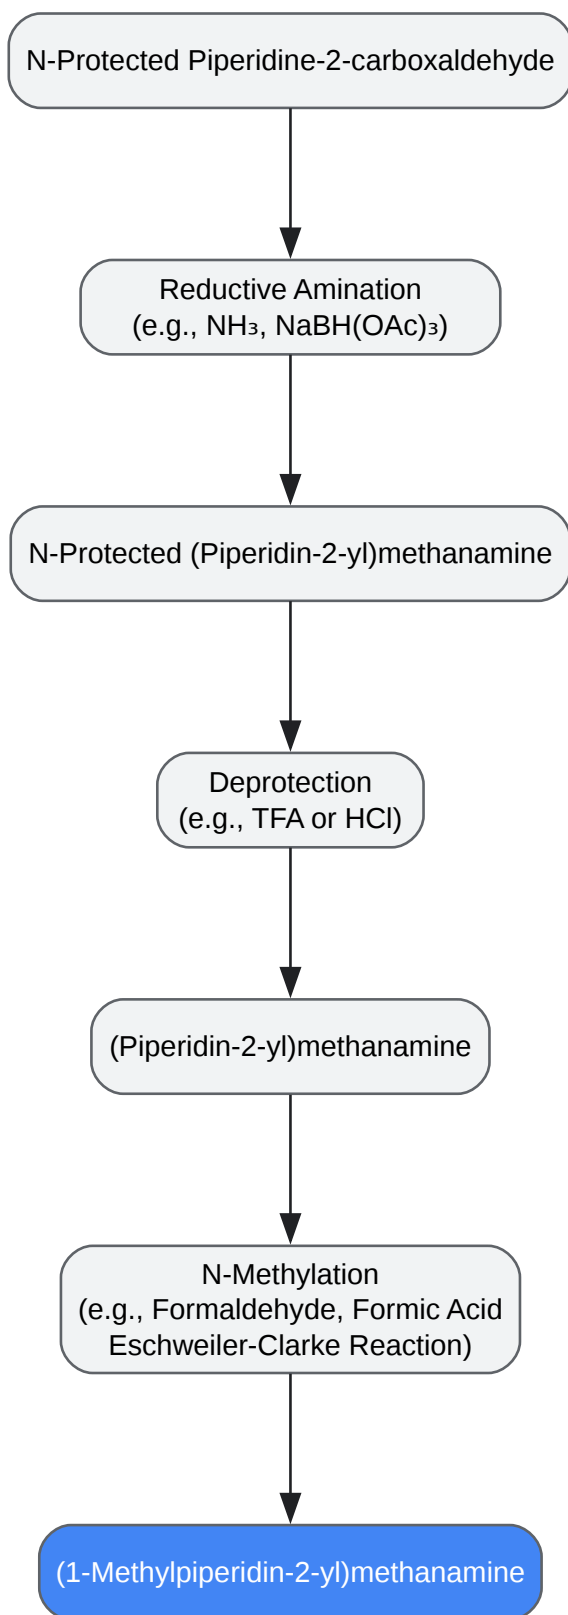 N-Protected Piperidine-2-carboxaldehyde
Reductive Amination
(e.g., NH₃, NaBH(OAc)₃)
N-Protected (Piperidin-2-yl)methanamine
Deprotection
(e.g., TFA or HCl)
(Piperidin-2-yl)methanamine
N-Methylation
(e.g., Formaldehyde, Formic Acid
Eschweiler-Clarke Reaction)
(1-Methylpiperidin-2-yl)methanamine